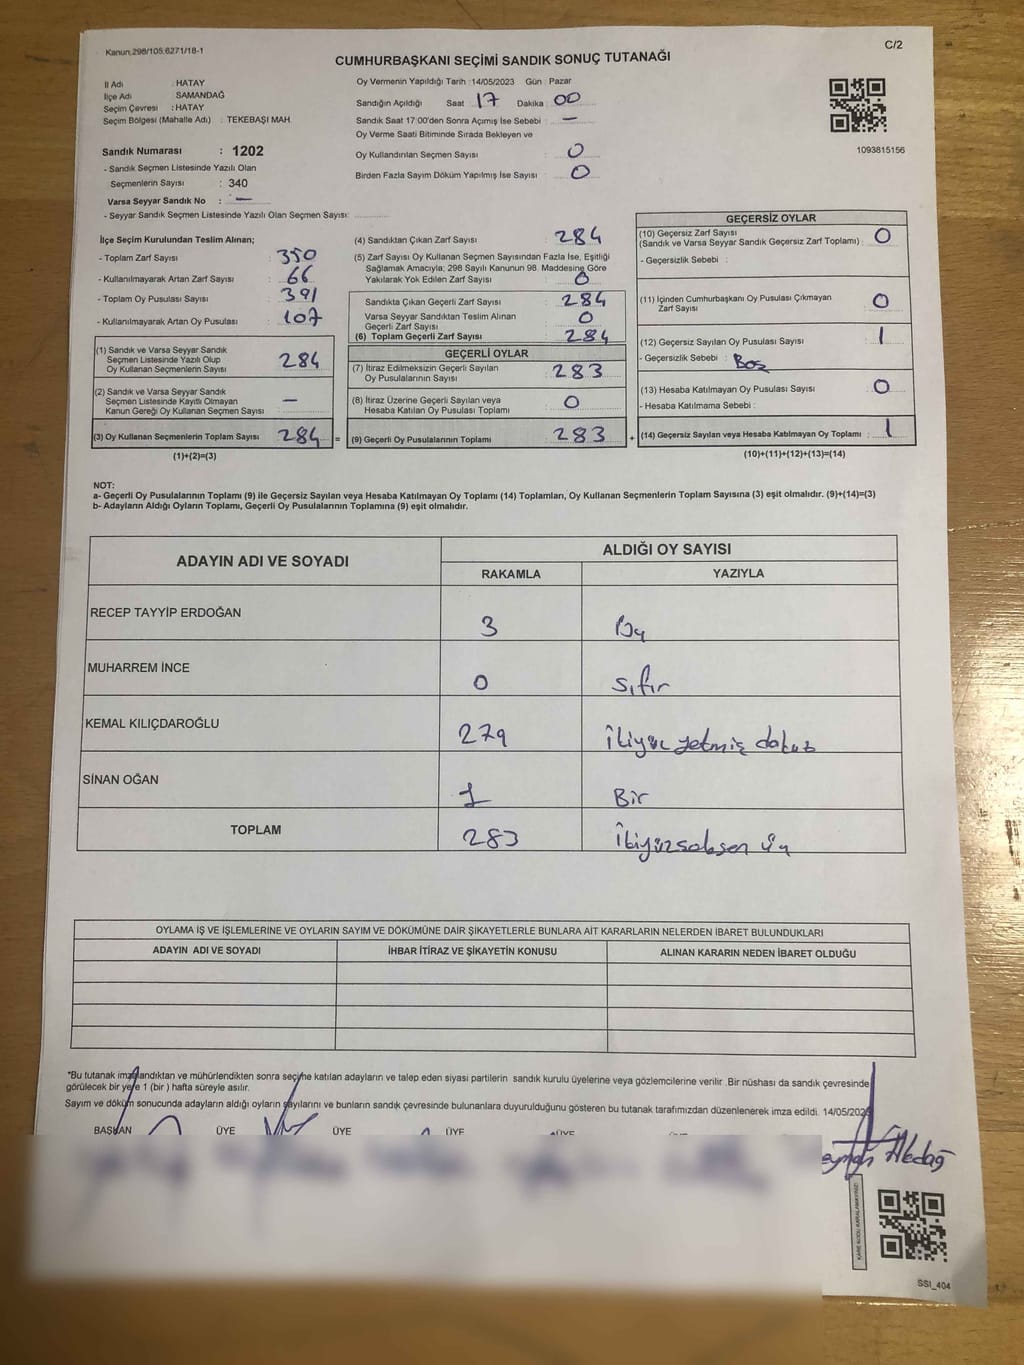 Kanun,298/105,6271/18-1
C/2
CUMHURBAŞKANI SEÇİMİ SANDIK SONUÇ TUTANAĞI
İl Adı : HATAY
İlçe Adı : SAMANDAĞ
Seçim Çevresi : HATAY
Seçim Bölgesi (Mahalle Adı) : TEKEBAŞI MAH.
Sandık Numarası : 1202
- Sandık Seçmen Listesinde Yazılı Olan
Seçmenlerin Sayısı : 340
Varsa Seyyar Sandık No : —
- Seyyar Sandık Seçmen Listesinde Yazılı Olan Seçmen Sayısı:
Oy Vermenin Yapıldığı Tarih :14/05/2023 Gün : Pazar
Sandığın Açıldığı Saat 17 Dakika 00
Sandık Saat 17:00'den Sonra Açımış İse Sebebi : —
Oy Verme Saati Bitiminde Sırada Bekleyen ve
Oy Kullandırılan Seçmen Sayısı : 0
Birden Fazla Sayım Döküm Yapılmış İse Sayısı : 0
1093815156
İlçe Seçim Kurulundan Teslim Alınan;
- Toplam Zarf Sayısı : 350
- Kullanılmayarak Artan Zarf Sayısı : 66
- Toplam Oy Pusulası Sayısı : 391
- Kullanılmayarak Artan Oy Pusulası : 107
(1) Sandık ve Varsa Seyyar Sandık
Seçmen Listesinde Yazılı Olup
Oy Kullanan Seçmenlerin Sayısı : 284
(2) Sandık ve Varsa Seyyar Sandık
Seçmen Listesinde Kayıtlı Olmayan
Kanun Gereği Oy Kullanan Seçmen Sayısı : —
(3) Oy Kullanan Seçmenlerin Toplam Sayısı : 284 =
(1)+(2)=(3)
(4) Sandıktan Çıkan Zarf Sayısı : 284
(5) Zarf Sayısı Oy Kullanan Seçmen Sayısından Fazla İse, Eşitliği
Sağlamak Amacıyla; 298 Sayılı Kanunun 98. Maddesine Göre
Yakılarak Yok Edilen Zarf Sayısı : 0
Sandıkta Çıkan Geçerli Zarf Sayısı : 284
Varsa Seyyar Sandıktan Teslim Alınan
Geçerli Zarf Sayısı : 0
(6) Toplam Geçerli Zarf Sayısı : 284
GEÇERLİ OYLAR
(7) İtiraz Edilmeksizin Geçerli Sayılan
Oy Pusulalarının Sayısı : 283
(8) İtiraz Üzerine Geçerli Sayılan veya
Hesaba Katılan Oy Pusulası Toplamı : 0
(9) Geçerli Oy Pusulalarının Toplamı : 283 +
GEÇERSİZ OYLAR
(10) Geçersiz Zarf Sayısı
(Sandık ve Varsa Seyyar Sandık Geçersiz Zarf Toplamı) : 0
- Geçersizlik Sebebi :
(11) İçinden Cumhurbaşkanı Oy Pusulası Çıkmayan
Zarf Sayısı : 0
(12) Geçersiz Sayılan Oy Pusulası Sayısı : 1
- Geçersizlik Sebebi : Boş
(13) Hesaba Katılmayan Oy Pusulası Sayısı : 0
- Hesaba Katılmama Sebebi :
(14) Geçersiz Sayılan veya Hesaba Katılmayan Oy Toplamı : 1
(10)+(11)+(12)+(13)=(14)
NOT:
a- Geçerli Oy Pusulalarının Toplamı (9) ile Geçersiz Sayılan veya Hesaba Katılmayan Oy Toplamı (14) Toplamları, Oy Kullanan Seçmenlerin Toplam Sayısına (3) eşit olmalıdır. (9)+(14)=(3)
b- Adayların Aldığı Oyların Toplamı, Geçerli Oy Pusulalarının Toplamına (9) eşit olmalıdır.
ADAYIN ADI VE SOYADI
ALDIĞI OY SAYISI
RAKAMLA YAZIYLA
RECEP TAYYİP ERDOĞAN 3
MUHARREM İNCE 0 sıfır
KEMAL KILIÇDAROĞLU 279 İkiyüz yetmiş dokuz
SİNAN OĞAN 1 Bir
TOPLAM 283 İkiyüzseksen üç
OYLAMA İŞ VE İŞLEMLERİNE VE OYLARIN SAYIM VE DÖKÜMÜNE DAİR ŞİKAYETLERLE BUNLARA AİT KARARLARIN NELERDEN İBARET BULUNDUKLARI
ADAYIN ADI VE SOYADI İHBAR İTİRAZ VE ŞİKAYETİN KONUSU ALINAN KARARIN NEDEN İBARET OLDUĞU
*Bu tutanak imzalandıktan ve mühürlendikten sonra seçime katılan adayların ve talep eden siyasi partilerin sandık kurulu üyelerine veya gözlemcilerine verilir .Bir nüshası da sandık çevresinde
görülecek bir yere 1 (bir ) hafta süreyle asılır.
Sayım ve döküm sonucunda adayların aldığı oyların sayılarını ve bunların sandık çevresinde bulunanlara duyurulduğunu gösteren bu tutanak tarafımızdan düzenlenerek imza edildi. 14/05/2023
BAŞKAN ÜYE ÜYE ÜYE ÜYE
Akdağ
KARE KODU KARALAMAYINIZ!
SSI_404